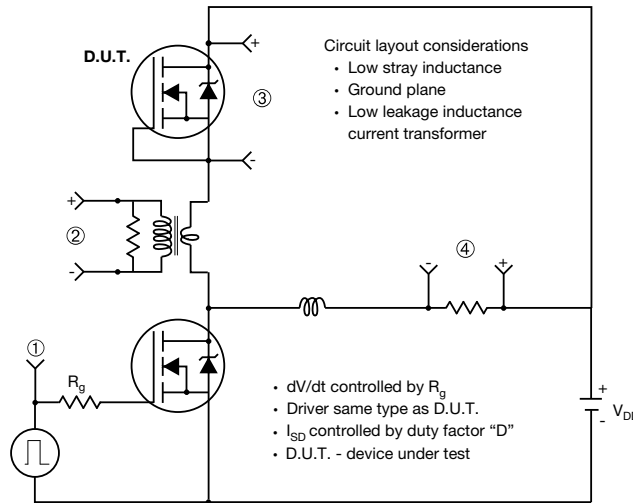 D.U.T.
+
Circuit layout considerations
• Low stray inductance
• Ground plane
• Low leakage inductance
current transformer
③
-
+
②
-
④
-
+
①
R_g
• dV/dt controlled by R_g
• Driver same type as D.U.T.
• I_SD controlled by duty factor “D”
• D.U.T. - device under test
+
-